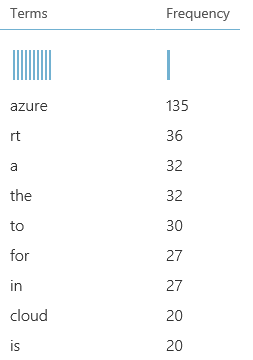 Terms Frequency
azure 135
rt 36
a 32
the 32
to 30
for 27
in 27
cloud 20
is 20